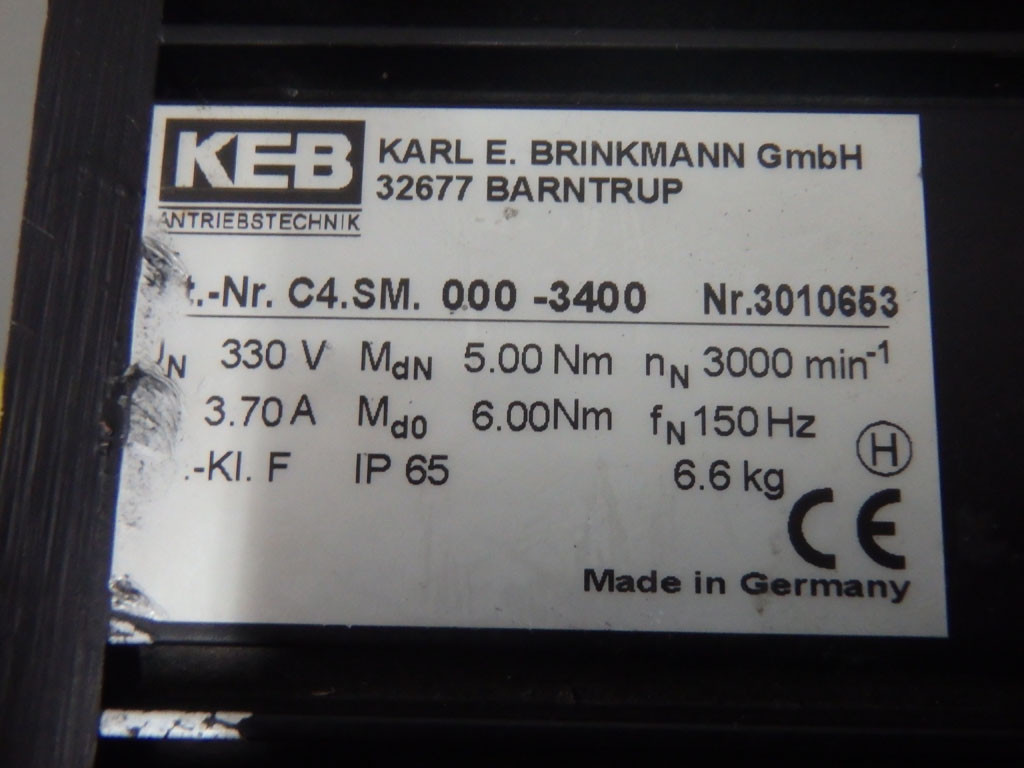 KEB
ANTRIEBSTECHNIK
KARL E. BRINKMANN GmbH
32677 BARNTRUP
.-Nr. C4.SM. 000 -3400 Nr.3010653
N 330 V MdN 5.00 Nm nN 3000 min-1
3.70 A Md0 6.00Nm fN 150 Hz
.-Kl. F IP 65 6.6 kg
H
CE
Made in Germany